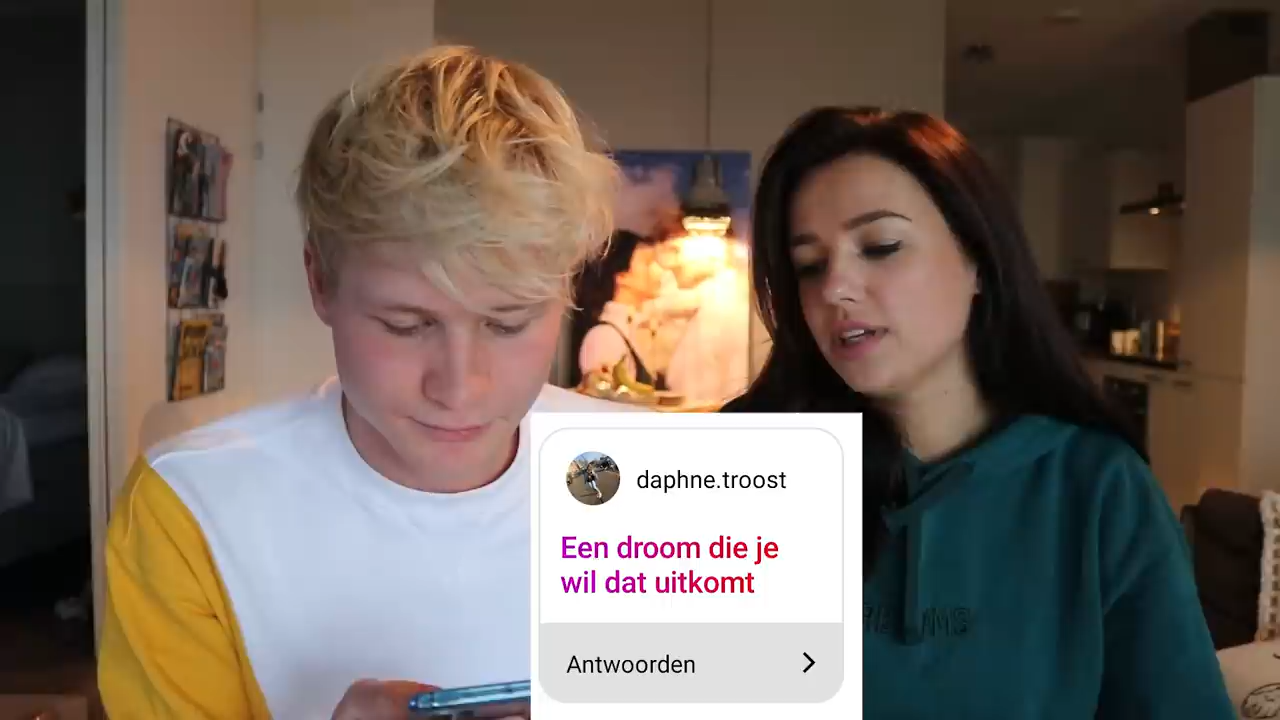 daphne.troost
Een droom die je
wil dat uitkomt
Antwoorden